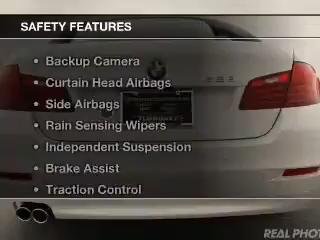 SAFETY FEATURES
• Backup Camera
• Curtain Head Airbags
• Side Airbags
• Rain Sensing Wipers
• Independent Suspension
• Brake Assist
• Traction Control
REAL PHOTO